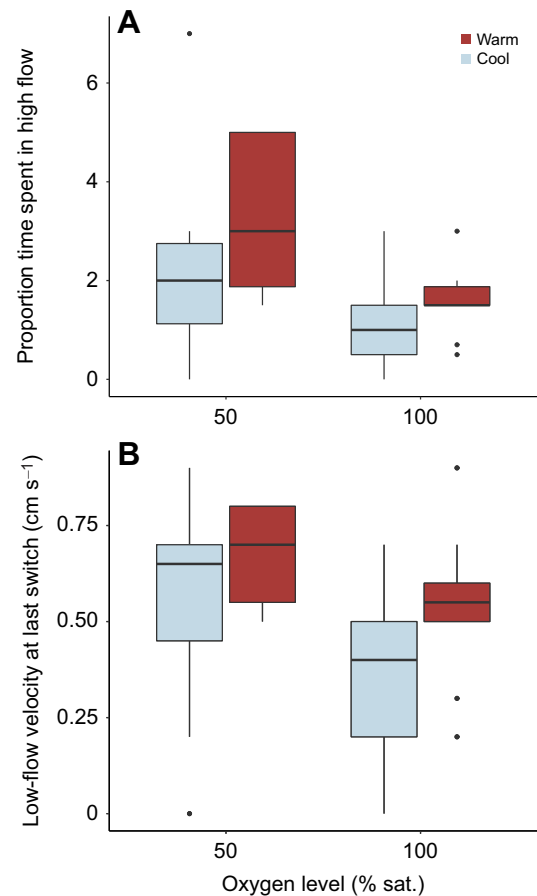 A
Proportion time spent in high flow
Warm
Cool
6
4
2
0
50 100
B
Low-flow velocity at last switch (cm s⁻¹)
0.75
0.50
0.25
0
50 100
Oxygen level (% sat.)